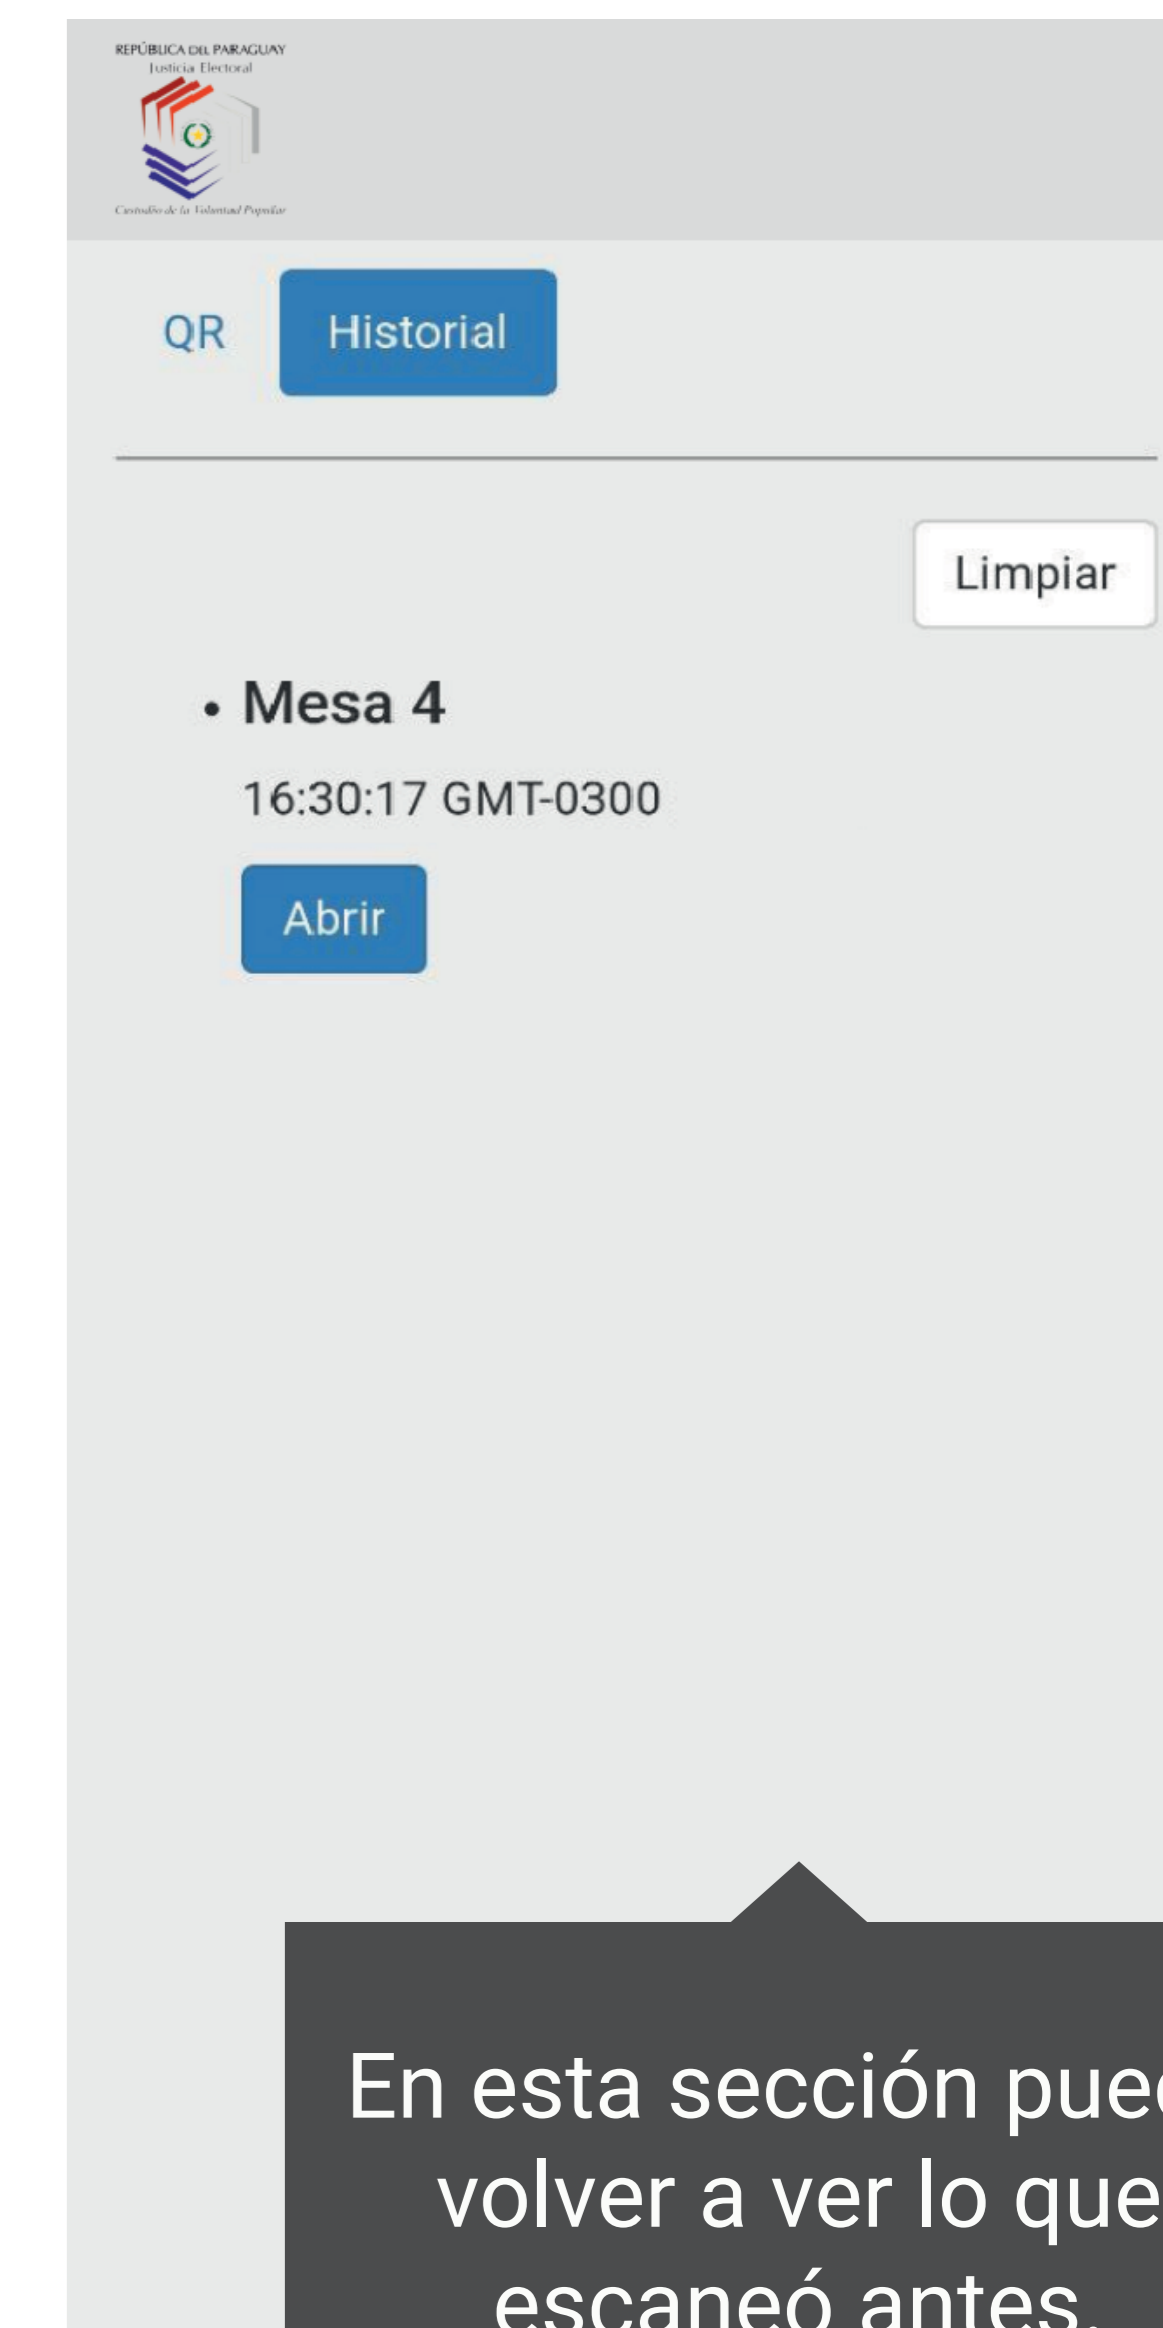 REPÚBLICA DEL PARAGUAY
Justicia Electoral
Custodio de la Voluntad Popular
QR
Historial
Limpiar
• Mesa 4
16:30:17 GMT-0300
Abrir
En esta sección pued
volver a ver lo que
escaneó antes.